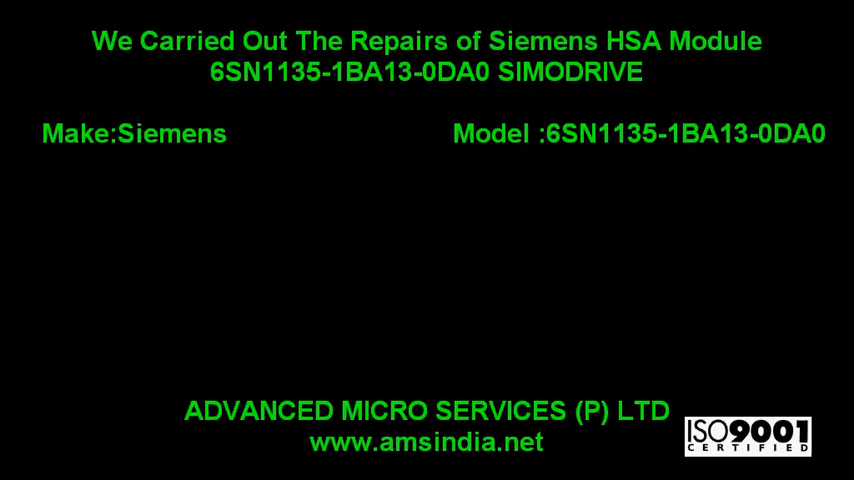 We Carried Out The Repairs of Siemens HSA Module
6SN1135-1BA13-0DA0 SIMODRIVE
Make:Siemens
Model :6SN1135-1BA13-0DA0
ADVANCED MICRO SERVICES (P) LTD
www.amsindia.net
ISO9001
CERTIFIED